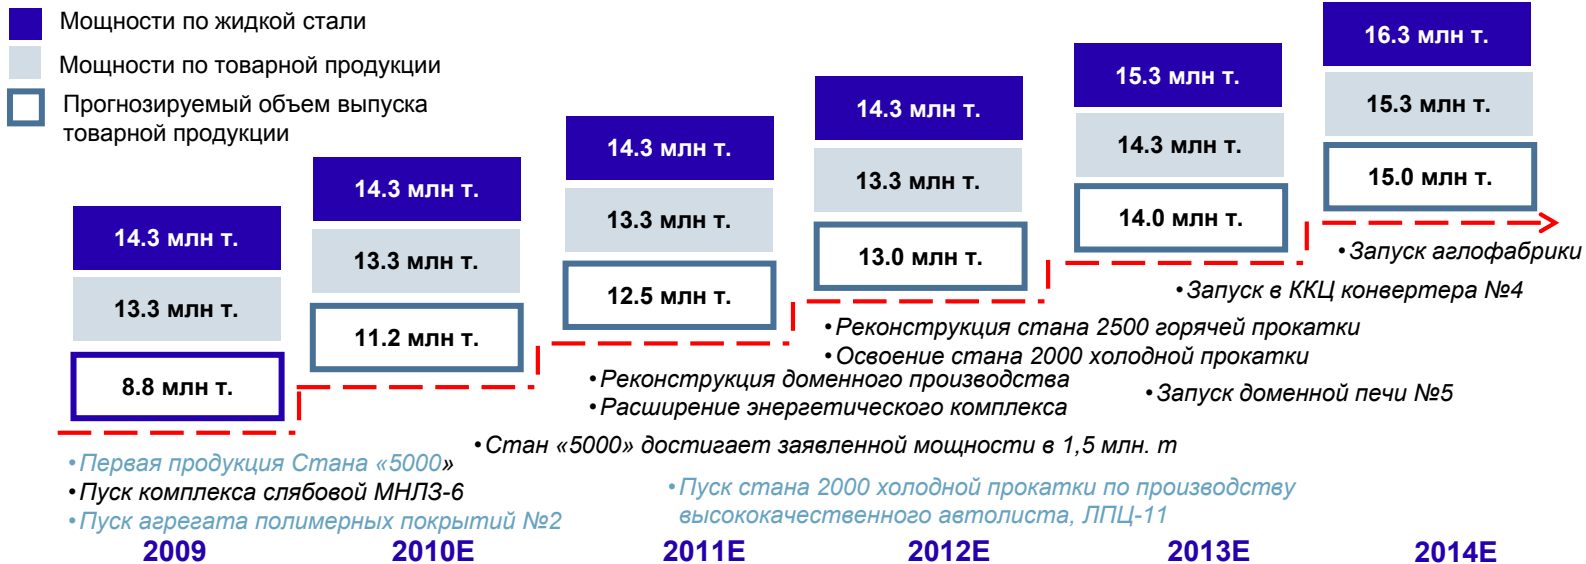 Мощности по жидкой стали
Мощности по товарной продукции
Прогнозируемый объем выпуска
товарной продукции
14.3 млн т.
13.3 млн т.
8.8 млн т.
14.3 млн т.
13.3 млн т.
11.2 млн т.
14.3 млн т.
13.3 млн т.
12.5 млн т.
14.3 млн т.
13.3 млн т.
13.0 млн т.
15.3 млн т.
14.3 млн т.
14.0 млн т.
16.3 млн т.
15.3 млн т.
15.0 млн т.
•Запуск аглофабрики
•Запуск в ККЦ конвертера №4
•Реконструкция стана 2500 горячей прокатки
•Освоение стана 2000 холодной прокатки
•Реконструкция доменного производства
•Расширение энергетического комплекса
•Запуск доменной печи №5
•Стан «5000» достигает заявленной мощности в 1,5 млн. т
•Первая продукция Стана «5000»
•Пуск комплекса слябовой МНЛЗ-6
•Пуск агрегата полимерных покрытий №2
•Пуск стана 2000 холодной прокатки по производству
высококачественного автолиста, ЛПЦ-11
2009
2010E
2011E
2012E
2013E
2014E